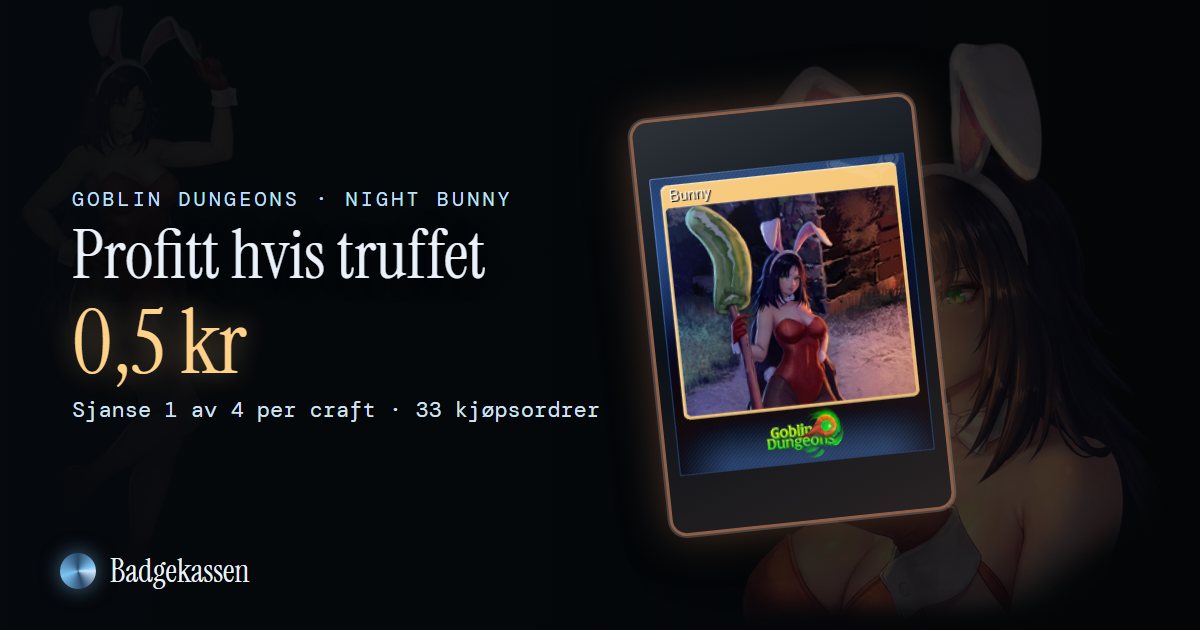 GOBLIN DUNGEONS · NIGHT BUNNY
Profitt hvis truffet
0,5 kr
Sjanse 1 av 4 per craft · 33 kjøpsordrer
Badgekassen
Bunny
Goblin
Dungeons